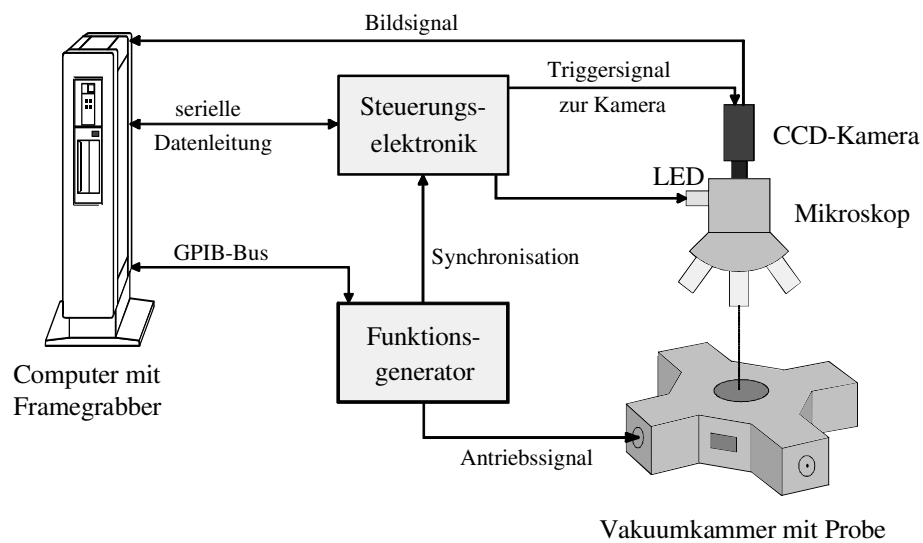 Bildsignal
Triggersignal
zur Kamera
Steuerungs-
elektronik
serielle
Datenleitung
CCD-Kamera
LED
Mikroskop
GPIB-Bus
Synchronisation
Funktions-
generator
Computer mit
Framegrabber
Antriebssignal
Vakuumkammer mit Probe